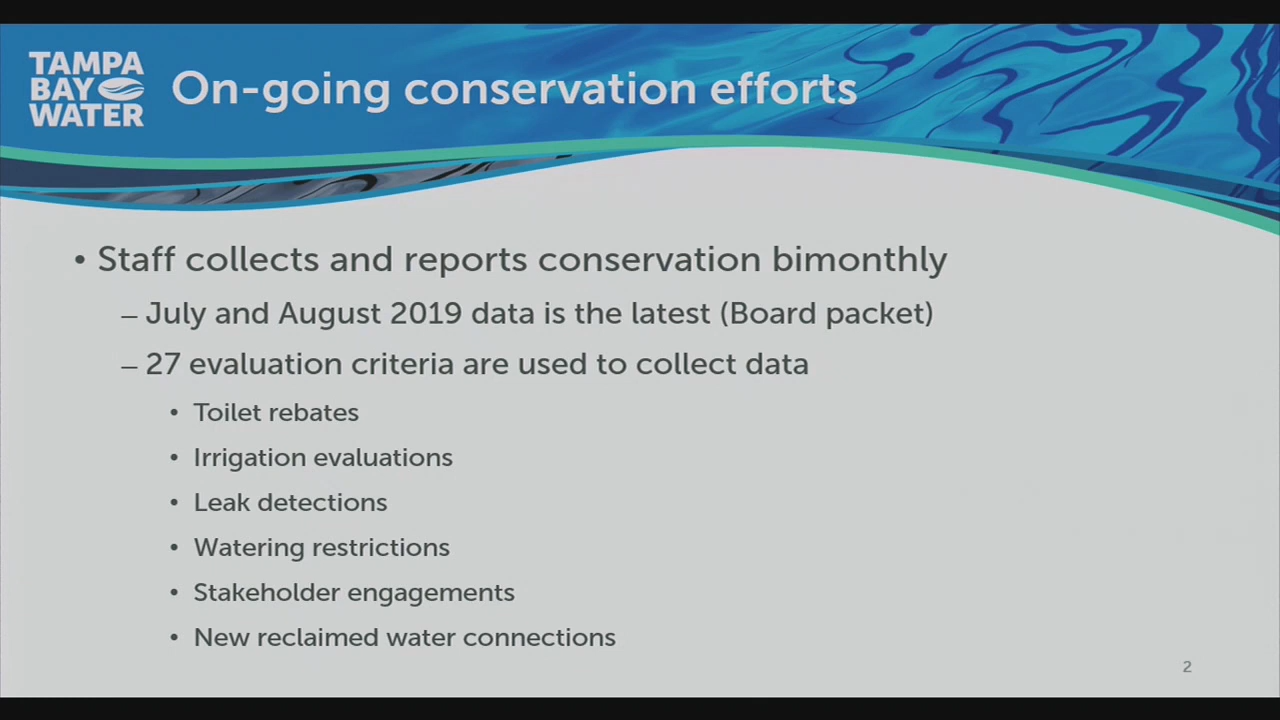 TAMPA
BAY
WATER
On-going conservation efforts
• Staff collects and reports conservation bimonthly
– July and August 2019 data is the latest (Board packet)
– 27 evaluation criteria are used to collect data
• Toilet rebates
• Irrigation evaluations
• Leak detections
• Watering restrictions
• Stakeholder engagements
• New reclaimed water connections
2